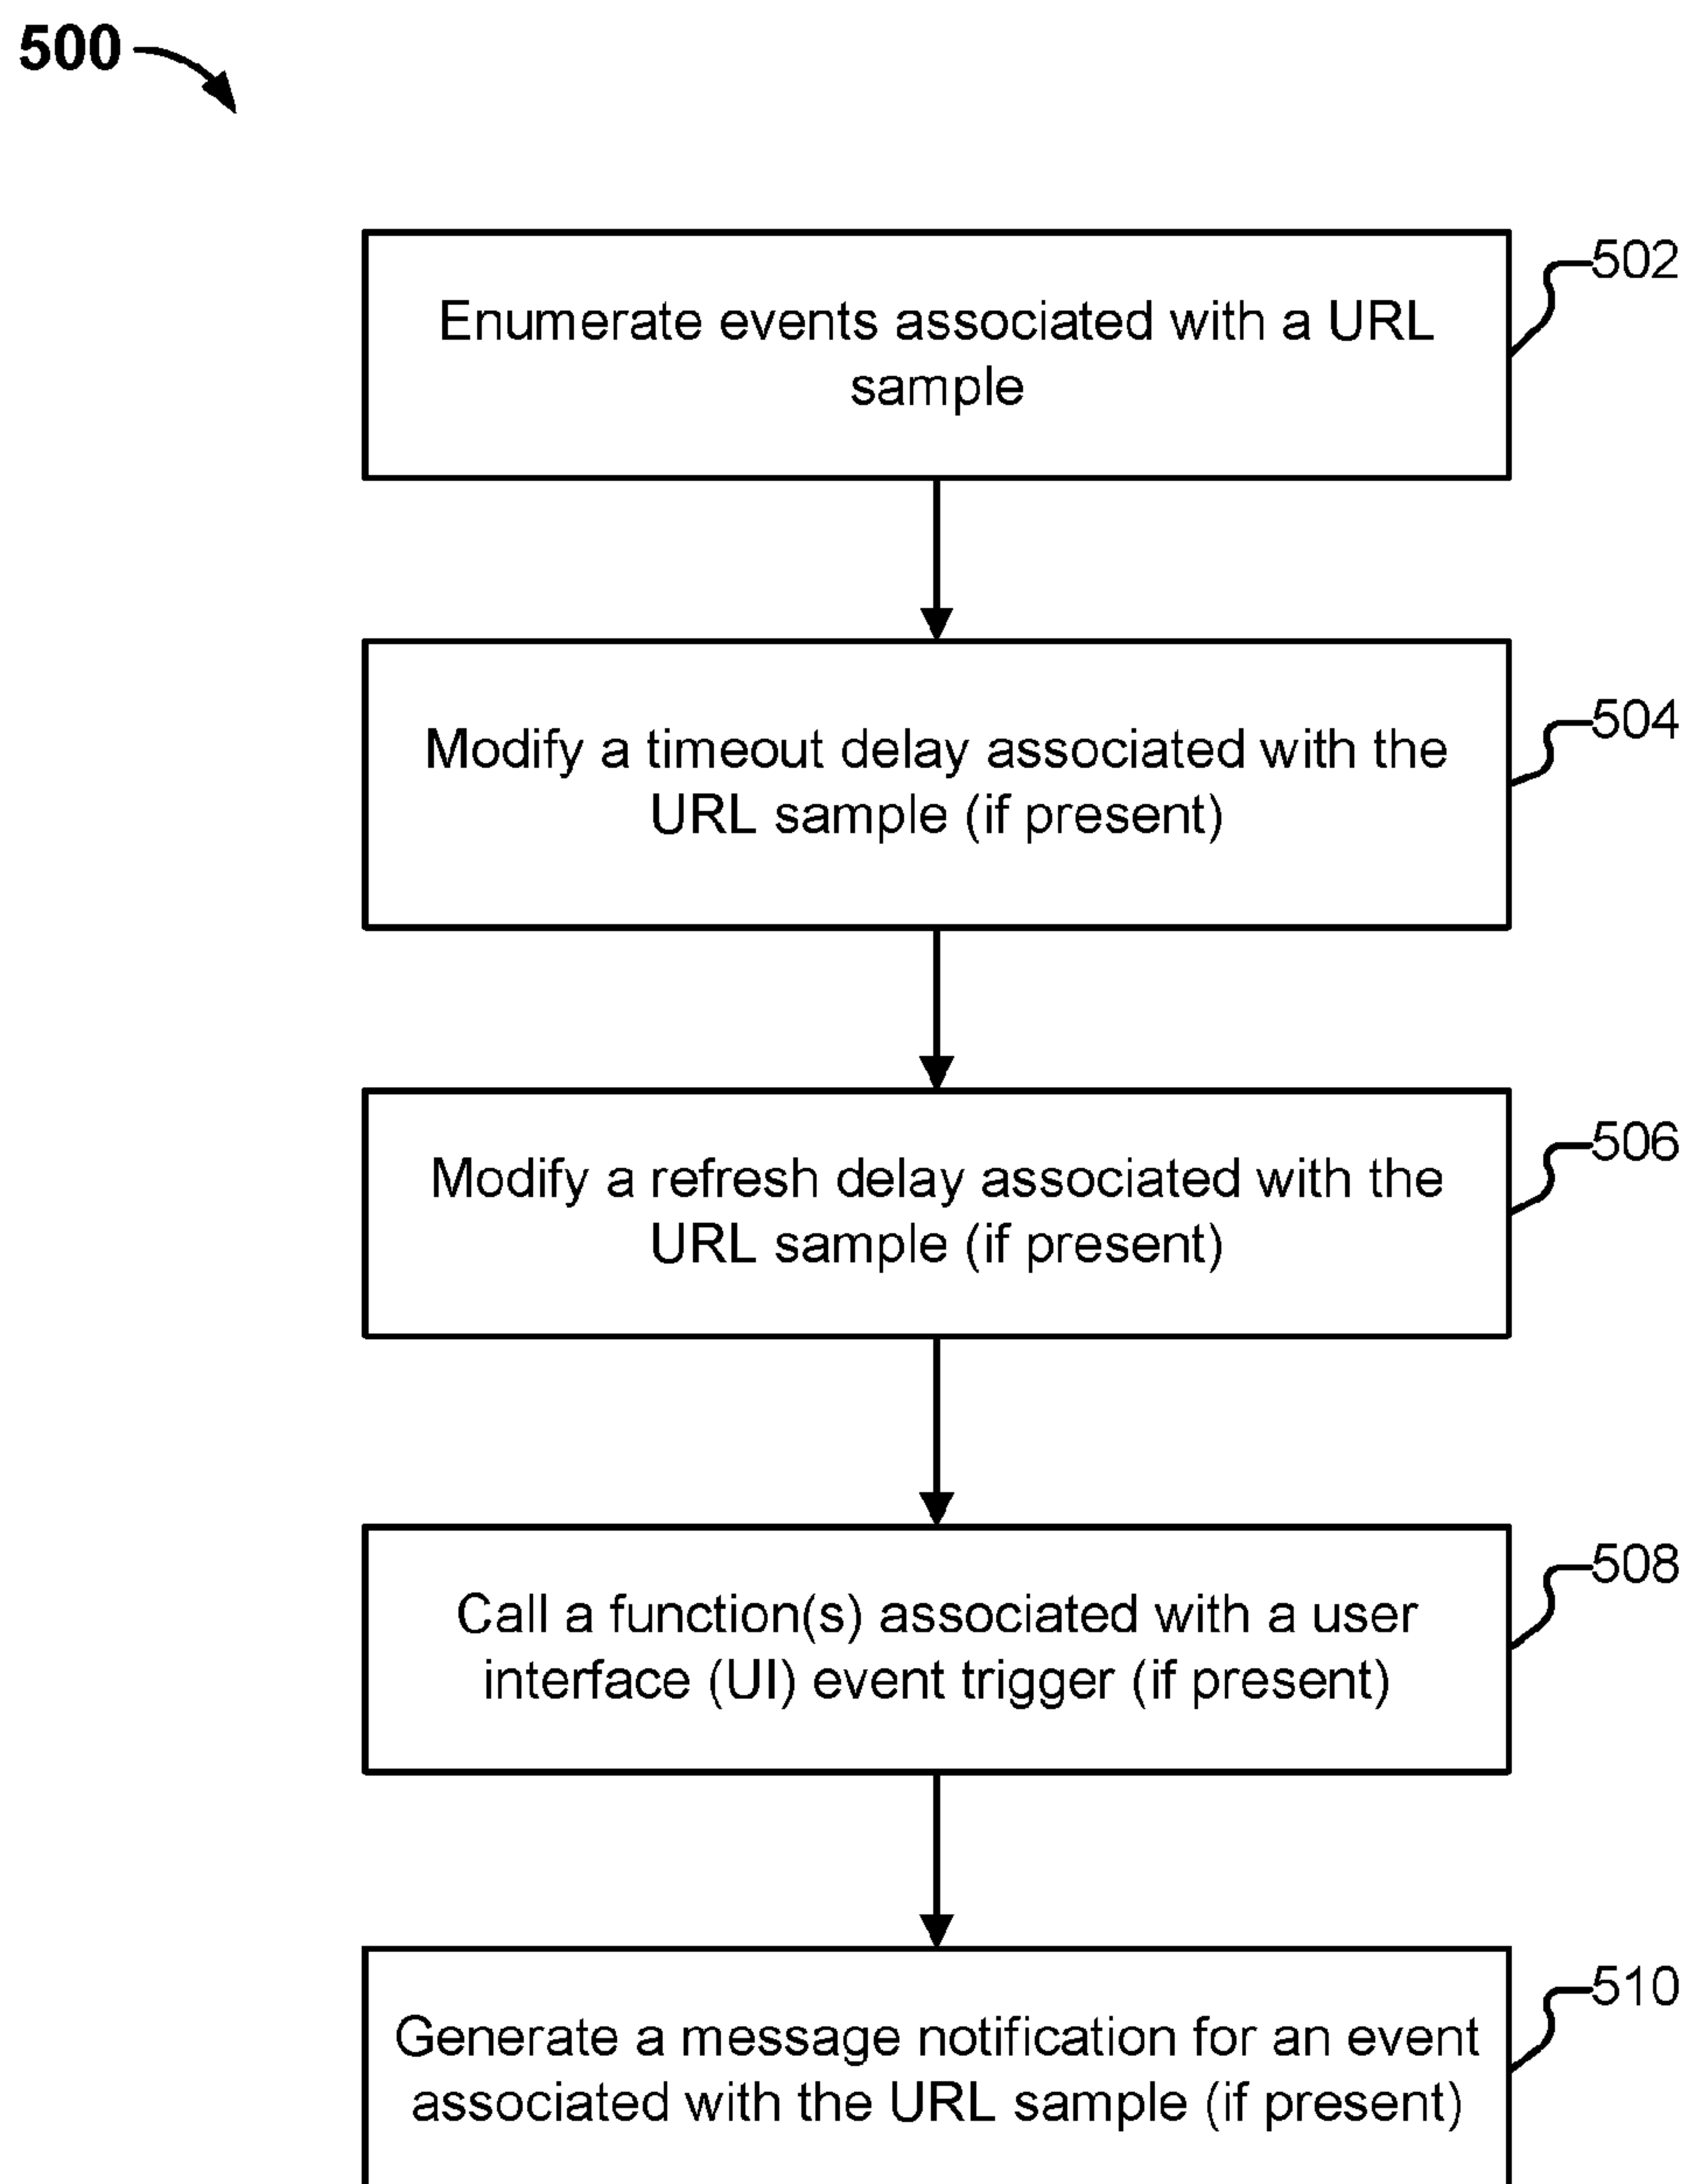 500
502
Enumerate events associated with a URL
sample
504
Modify a timeout delay associated with the
URL sample (if present)
506
Modify a refresh delay associated with the
URL sample (if present)
508
Call a function(s) associated with a user
interface (UI) event trigger (if present)
510
Generate a message notification for an event
associated with the URL sample (if present)